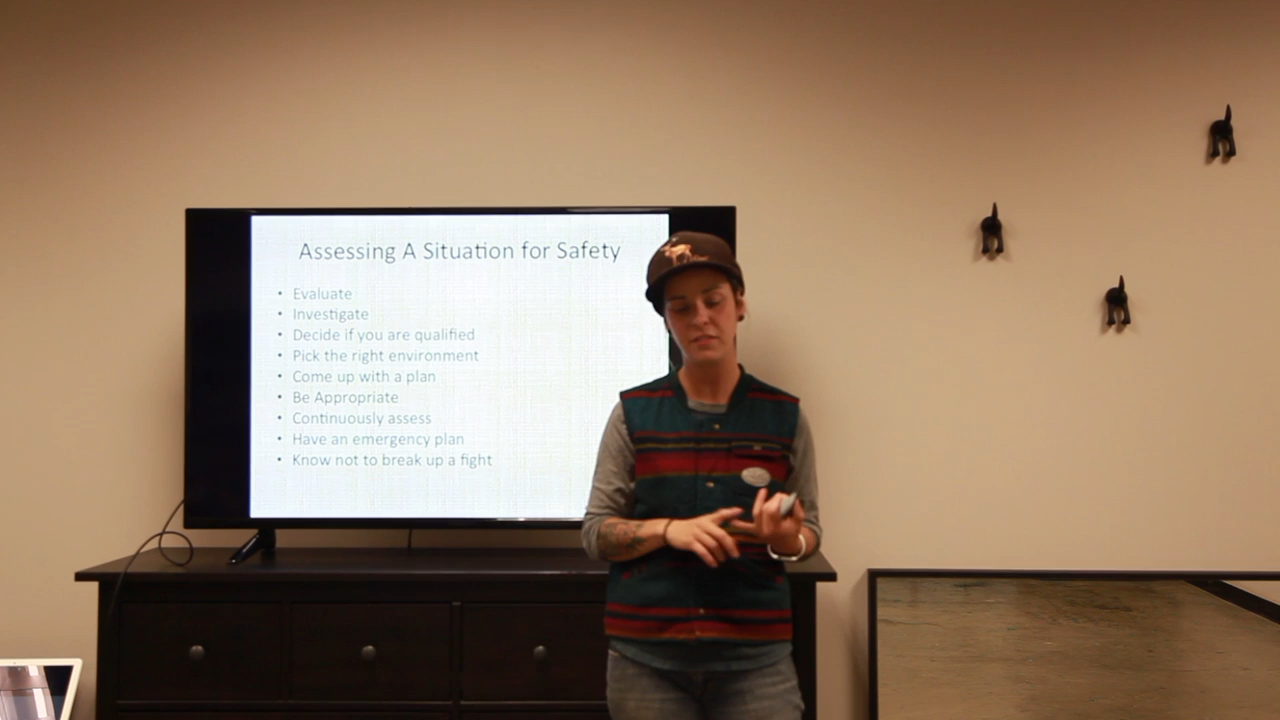 Assessing A Situation for Safety
• Evaluate
• Investigate
• Decide if you are qualified
• Pick the right environment
• Come up with a plan
• Be Appropriate
• Continuously assess
• Have an emergency plan
• Know not to break up a fight